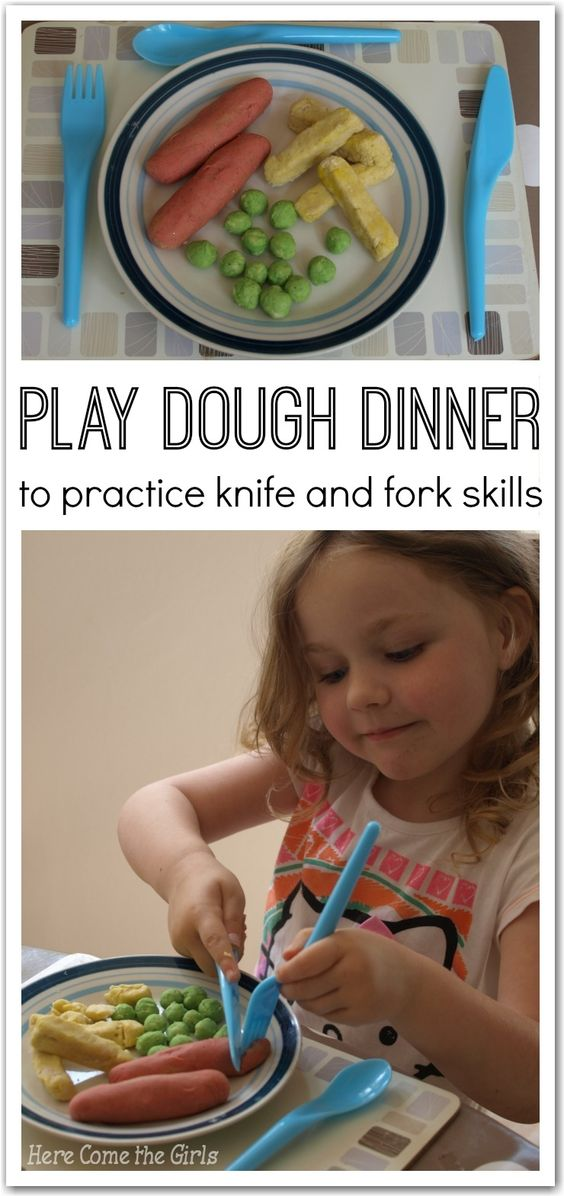 PLAY DOUGH DINNER
to practice knife and fork skills
Here Come the Girls